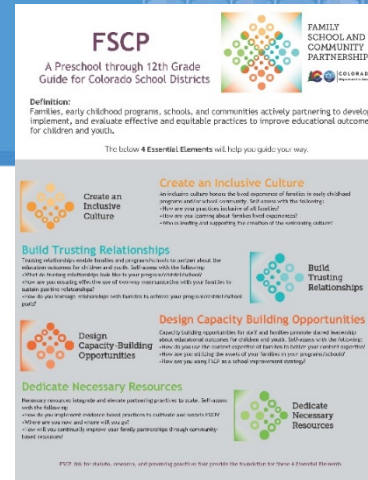 FSCP
A Preschool through 12th Grade
Guide for Colorado School Districts
FAMILY
SCHOOL AND
COMMUNITY
PARTNERSHIP
COLORADO
Definition:
Families, early childhood programs, schools, and communities actively partnering to develop
implement, and evaluate effective and equitable practices to improve educational outcome
for children and youth.
The below 4 Essential Elements will help you guide your way.
Create an
Inclusive
Culture
Create an Inclusive Culture
An inclusive culture honors the lived experience of families in early childhood
programs and/or school community. Self-assess with the following:
•How are your practices inclusive of all families?
•How are you learning about families lived experiences?
•Who is leading and supporting the creation of the welcoming culture?
Build Trusting Relationships
Trusting relationships enable families and programs/schools to partner about the
education outcomes for children and youth. Self-assess with the following:
•What do trusting relationships look like in your program/district/school?
•How are you ensuring effective use of two-way communication with your families to
sustain positive relationships?
•How do you leverage relationships with families to achieve your program/district/school
goals?
Build
Trusting
Relationships
Design
Capacity-Building
Opportunities
Design Capacity Building Opportunities
Capacity building opportunities for staff and families promote shared leadership
about educational outcomes for children and youth. Self-assess with the following:
•How do you use the content expertise of families to better your content expertise?
•How are you utilizing the assets of your families in your programs/schools?
•How are you using FSCP as a school improvement strategy?
Dedicate Necessary Resources
Necessary resources integrate and elevate partnering practices to scale. Self-assess
with the following:
•How do you implement evidence based practices to cultivate and sustain FSCP?
•Where are you now and where will you go?
•How will you continually improve your family partnerships through community-
based resources?
Dedicate
Necessary
Resources
FSCP link for statute, research, and promising practices that provide the foundation for these 4 Essential Elements